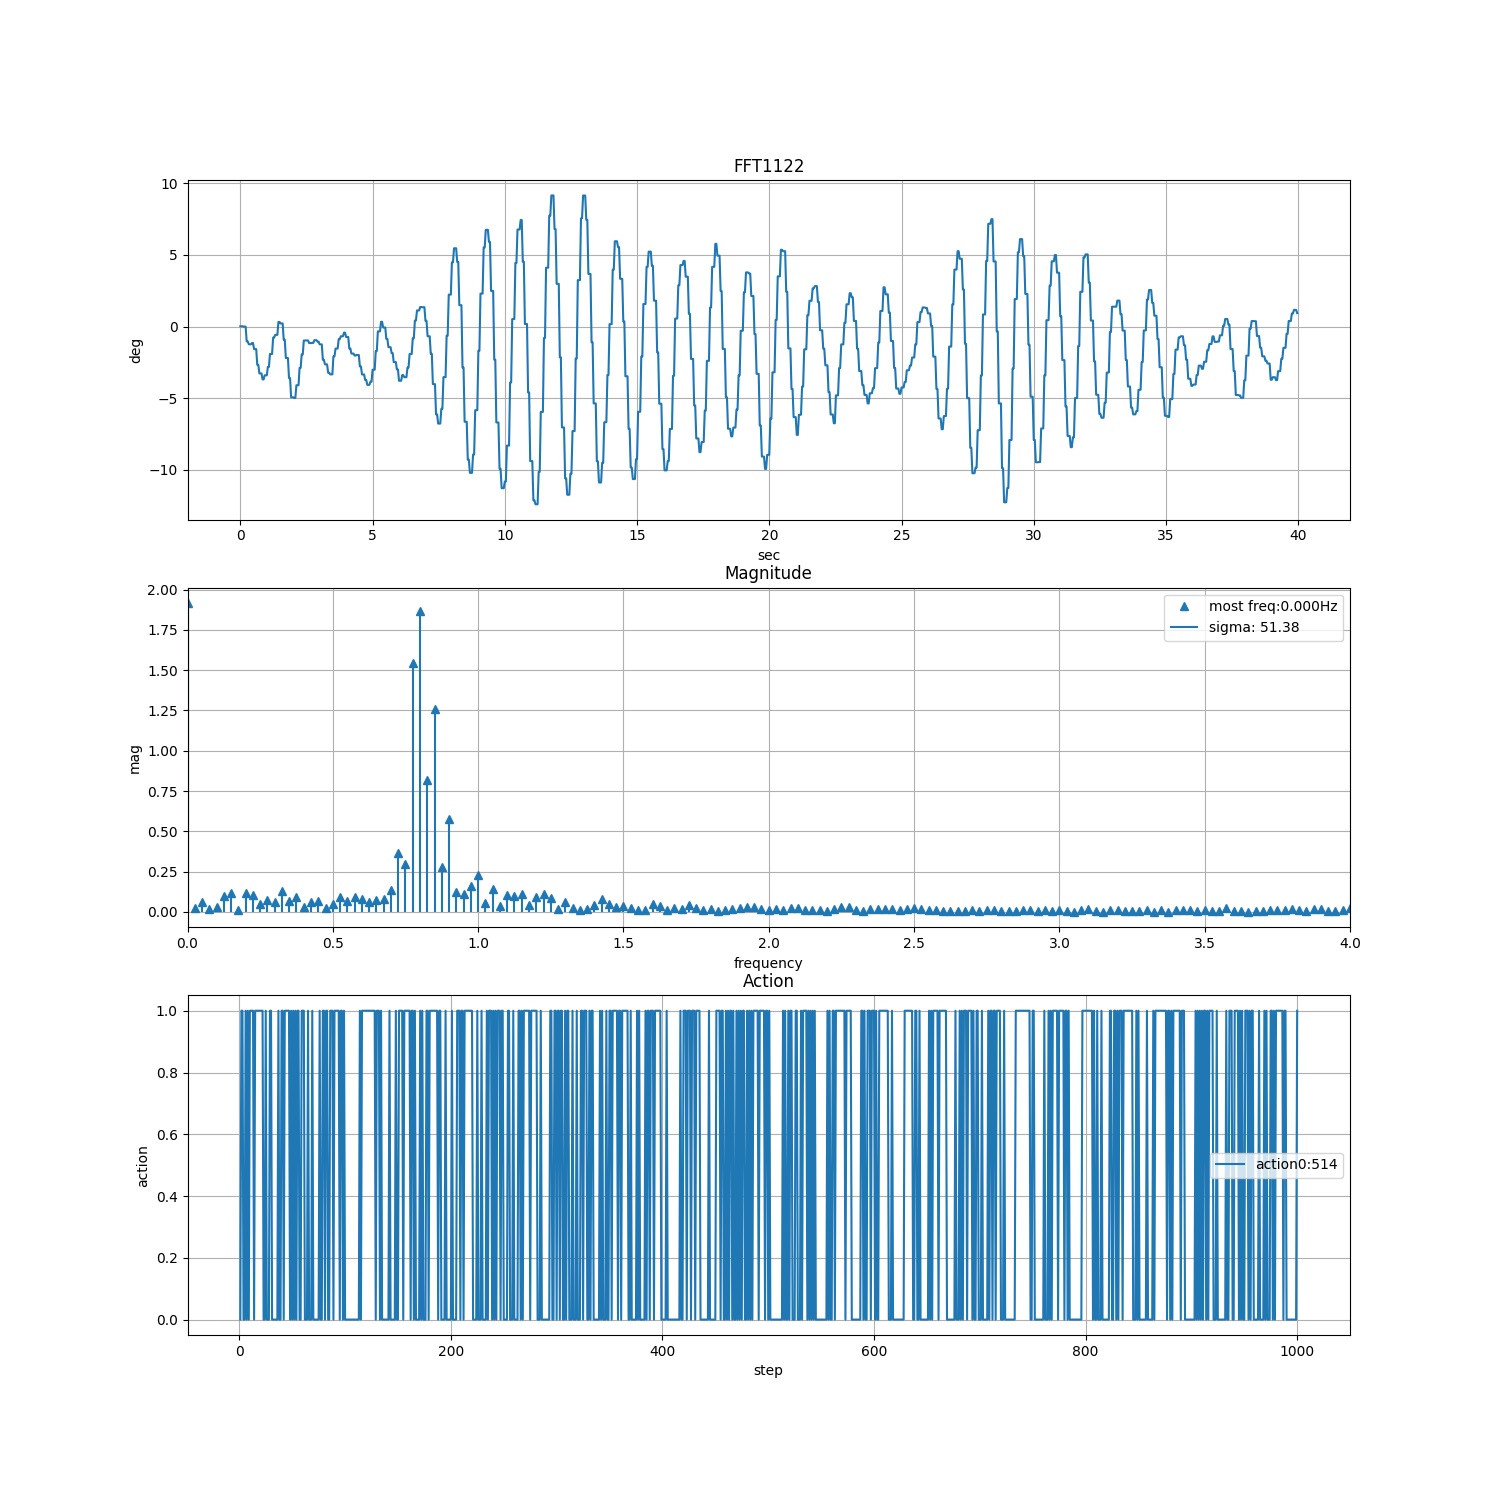 FFT1122
10
5
0
−5
−10
deg
0 5 10 15 20 25 30 35 40
sec
Magnitude
2.00
1.75
1.50
1.25
1.00
0.75
0.50
0.25
0.00
mag
most freq:0.000Hz
sigma: 51.38
0.0 0.5 1.0 1.5 2.0 2.5 3.0 3.5 4.0
frequency
Action
1.0
0.8
0.6
0.4
0.2
0.0
action
action0:514
0 200 400 600 800 1000
step